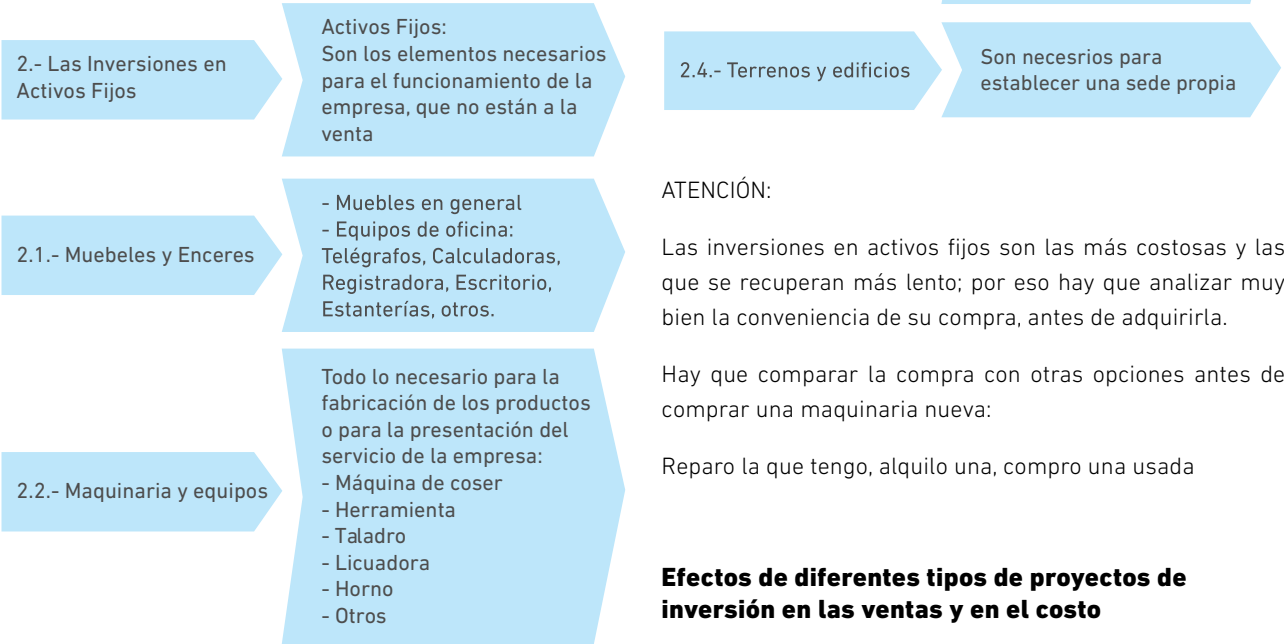 2.- Las Inversiones en
Activos Fijos
Activos Fijos:
Son los elementos necesarios
para el funcionamiento de la
empresa, que no están a la
venta
2.1.- Muebeles y Enceres
- Muebles en general
- Equipos de oficina:
Telégrafos, Calculadoras,
Registradora, Escritorio,
Estanterías, otros.
2.2.- Maquinaria y equipos
Todo lo necesario para la
fabricación de los productos
o para la presentación del
servicio de la empresa:
- Máquina de coser
- Herramienta
- Taladro
- Licuadora
- Horno
- Otros
2.4.- Terrenos y edificios
Son necesrios para
establecer una sede propia
ATENCIÓN:
Las inversiones en activos fijos son las más costosas y las
que se recuperan más lento; por eso hay que analizar muy
bien la conveniencia de su compra, antes de adquirirla.
Hay que comparar la compra con otras opciones antes de
comprar una maquinaria nueva:
Reparo la que tengo, alquilo una, compro una usada
Efectos de diferentes tipos de proyectos de
inversión en las ventas y en el costo